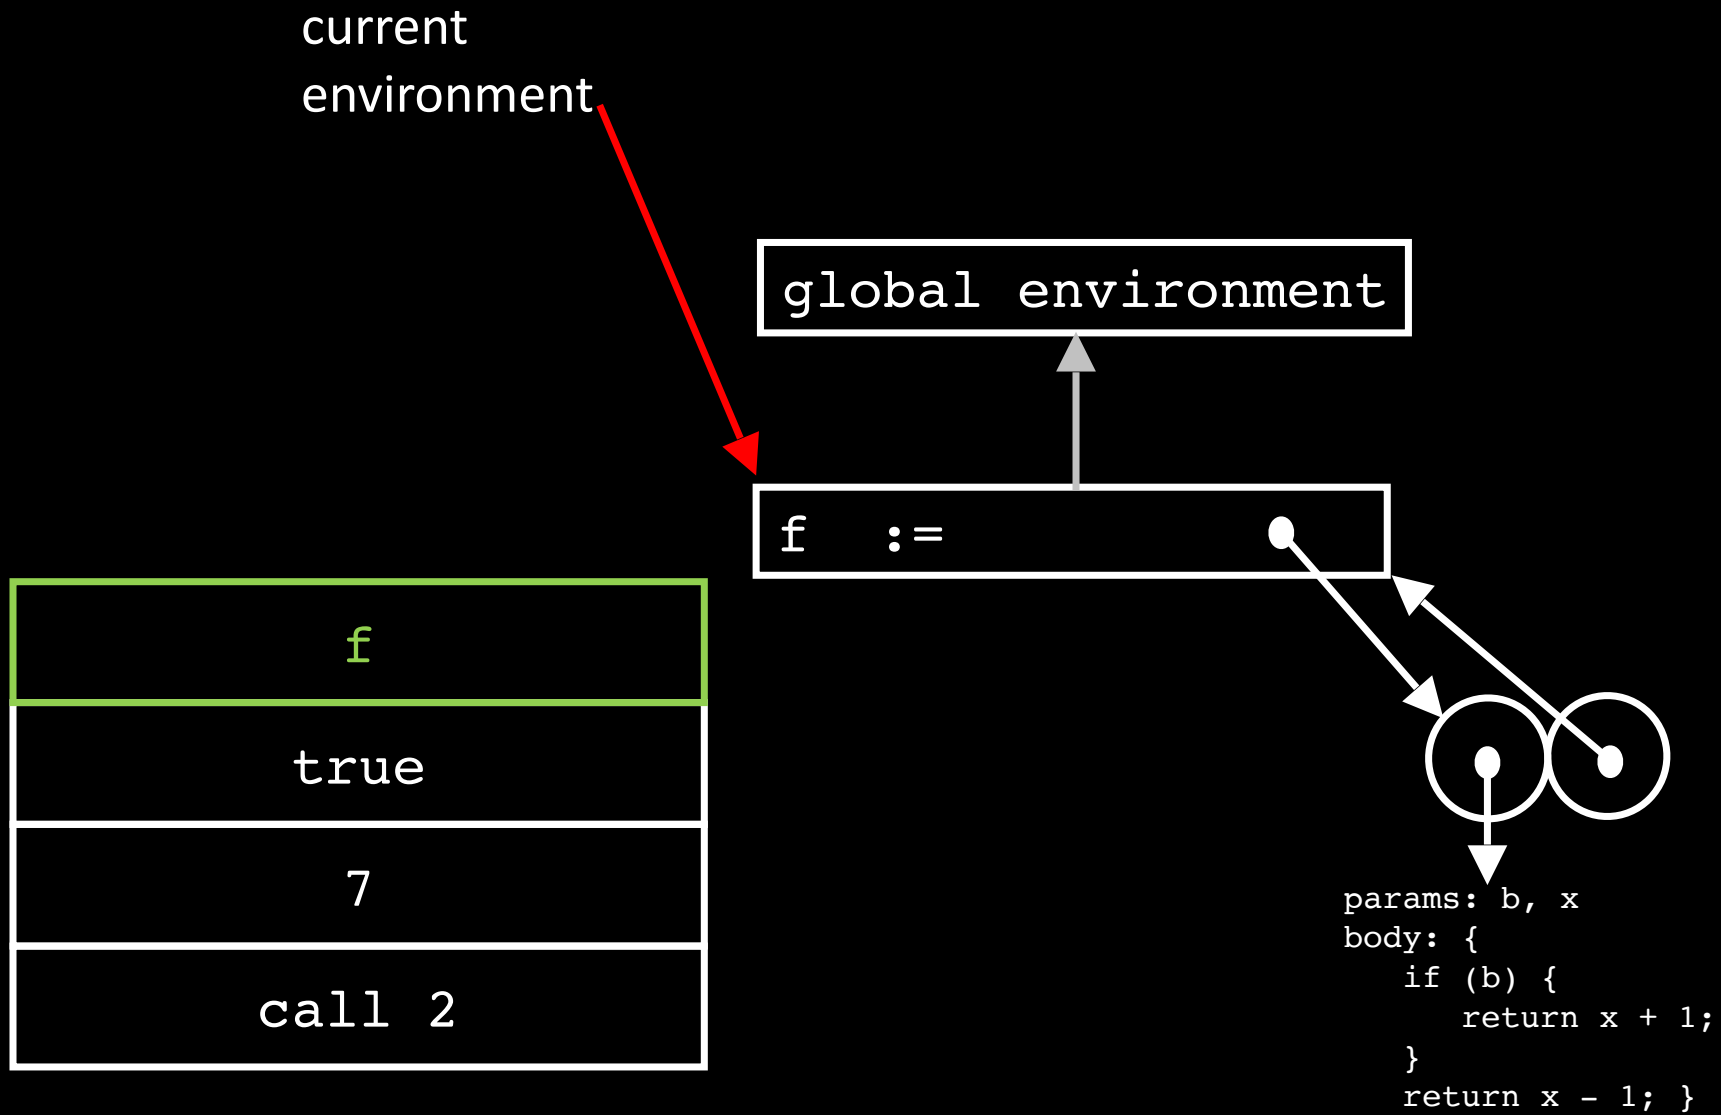 current
environment
global environment
f :=
f
true
7
call 2
params: b, x
body: {
if (b) {
return x + 1;
}
return x - 1; }